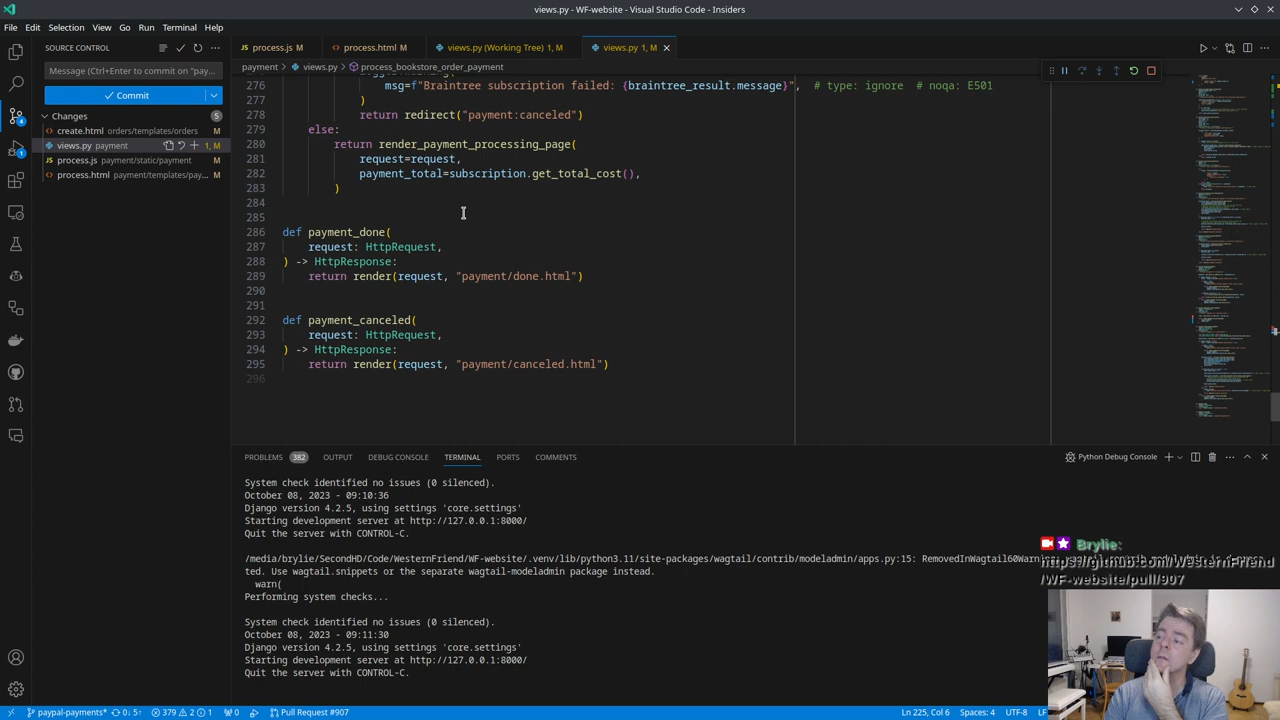 views.py - WF-website - Visual Studio Code - Insiders
File Edit Selection View Go Run Terminal Help
SOURCE CONTROL
process.js M
process.html M
views.py (Working Tree) 1, M
views.py 1, M
Message (Ctrl+Enter to commit on "pay...
payment > views.py > process_bookstore_order_payment
Commit
Changes 5
create.html orders/templates/orders M
views.py payment 1, M
process.js payment/static/payment M
process.html payment/templates/pay... M
276 msg=f"Braintree subscription failed: {braintree_result.message}", # type: ignore # noqa: E501
277 )
278 return redirect("payment:canceled")
279 else:
280 return render_payment_processing_page(
281 request=request,
282 payment_total=subscription.get_total_cost(),
283 )
284
285
286 def payment_done(
287 request: HttpRequest,
288 ) -> HttpResponse:
289 return render(request, "payment/done.html")
290
291
292 def payment_canceled(
293 request: HttpRequest,
294 ) -> HttpResponse:
295 return render(request, "payment/canceled.html")
296
PROBLEMS 382 OUTPUT DEBUG CONSOLE TERMINAL PORTS COMMENTS
Python Debug Console
System check identified no issues (0 silenced).
October 08, 2023 - 09:10:36
Django version 4.2.5, using settings 'core.settings'
Starting development server at http://127.0.0.1:8000/
Quit the server with CONTROL-C.
/media/brylie/SecondHD/Code/WesternFriend/WF-website/.venv/lib/python3.11/site-packages/wagtail/contrib/modeladmin/apps.py:15: RemovedInWagtail60Warning:
ted. Use wagtail.snippets or the separate wagtail-modeladmin package instead.
warn(
Performing system checks...
System check identified no issues (0 silenced).
October 08, 2023 - 09:11:30
Django version 4.2.5, using settings 'core.settings'
Starting development server at http://127.0.0.1:8000/
Quit the server with CONTROL-C.
Brylie:
https://github.com/WesternFriend
/WF-website/pull/907
paypal-payments* 0↓ 5↑ 379 2 1 0 Pull Request #907 Ln 225, Col 6 Spaces: 4 UTF-8 LF